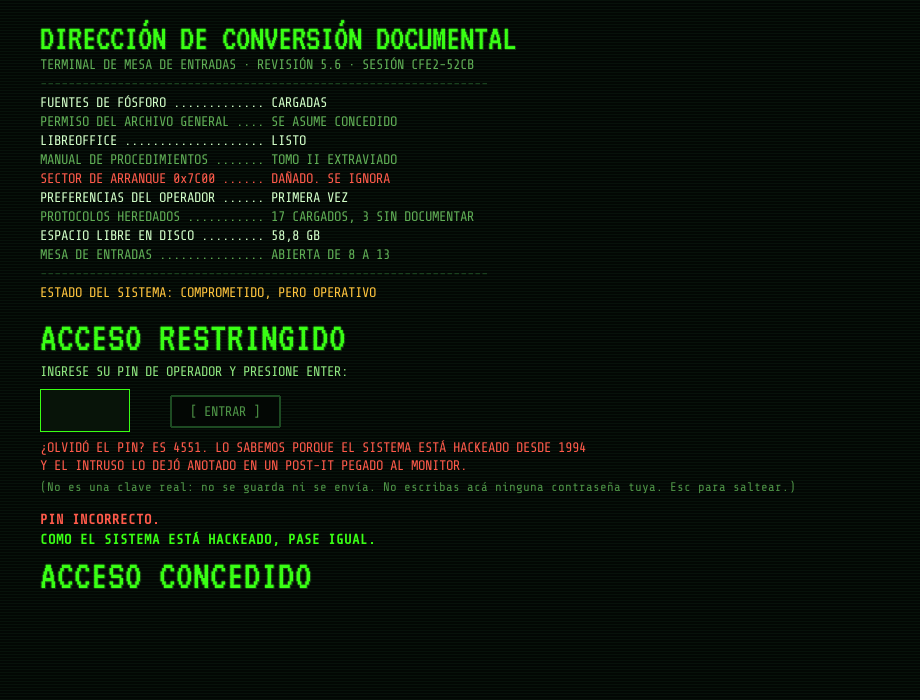 DIRECCIÓN DE CONVERSIÓN DOCUMENTAL
TERMINAL DE MESA DE ENTRADAS · REVISIÓN 5.6 · SESIÓN CFE2-52CB
----------------------------------------------------------------
FUENTES DE FÓSFORO ............. CARGADAS
PERMISO DEL ARCHIVO GENERAL .... SE ASUME CONCEDIDO
LIBREOFFICE .................... LISTO
MANUAL DE PROCEDIMIENTOS ....... TOMO II EXTRAVIADO
SECTOR DE ARRANQUE 0x7C00 ...... DAÑADO. SE IGNORA
PREFERENCIAS DEL OPERADOR ...... PRIMERA VEZ
PROTOCOLOS HEREDADOS ........... 17 CARGADOS, 3 SIN DOCUMENTAR
ESPACIO LIBRE EN DISCO ......... 58,8 GB
MESA DE ENTRADAS ............... ABIERTA DE 8 A 13
----------------------------------------------------------------
ESTADO DEL SISTEMA: COMPROMETIDO, PERO OPERATIVO
ACCESO RESTRINGIDO
INGRESE SU PIN DE OPERADOR Y PRESIONE ENTER:
[ ENTRAR ]
¿OLVIDÓ EL PIN? ES 4551. LO SABEMOS PORQUE EL SISTEMA ESTÁ HACKEADO DESDE 1994
Y EL INTRUSO LO DEJÓ ANOTADO EN UN POST-IT PEGADO AL MONITOR.
(No es una clave real: no se guarda ni se envía. No escribas acá ninguna contraseña tuya. Esc para saltear.)
PIN INCORRECTO.
COMO EL SISTEMA ESTÁ HACKEADO, PASE IGUAL.
ACCESO CONCEDIDO